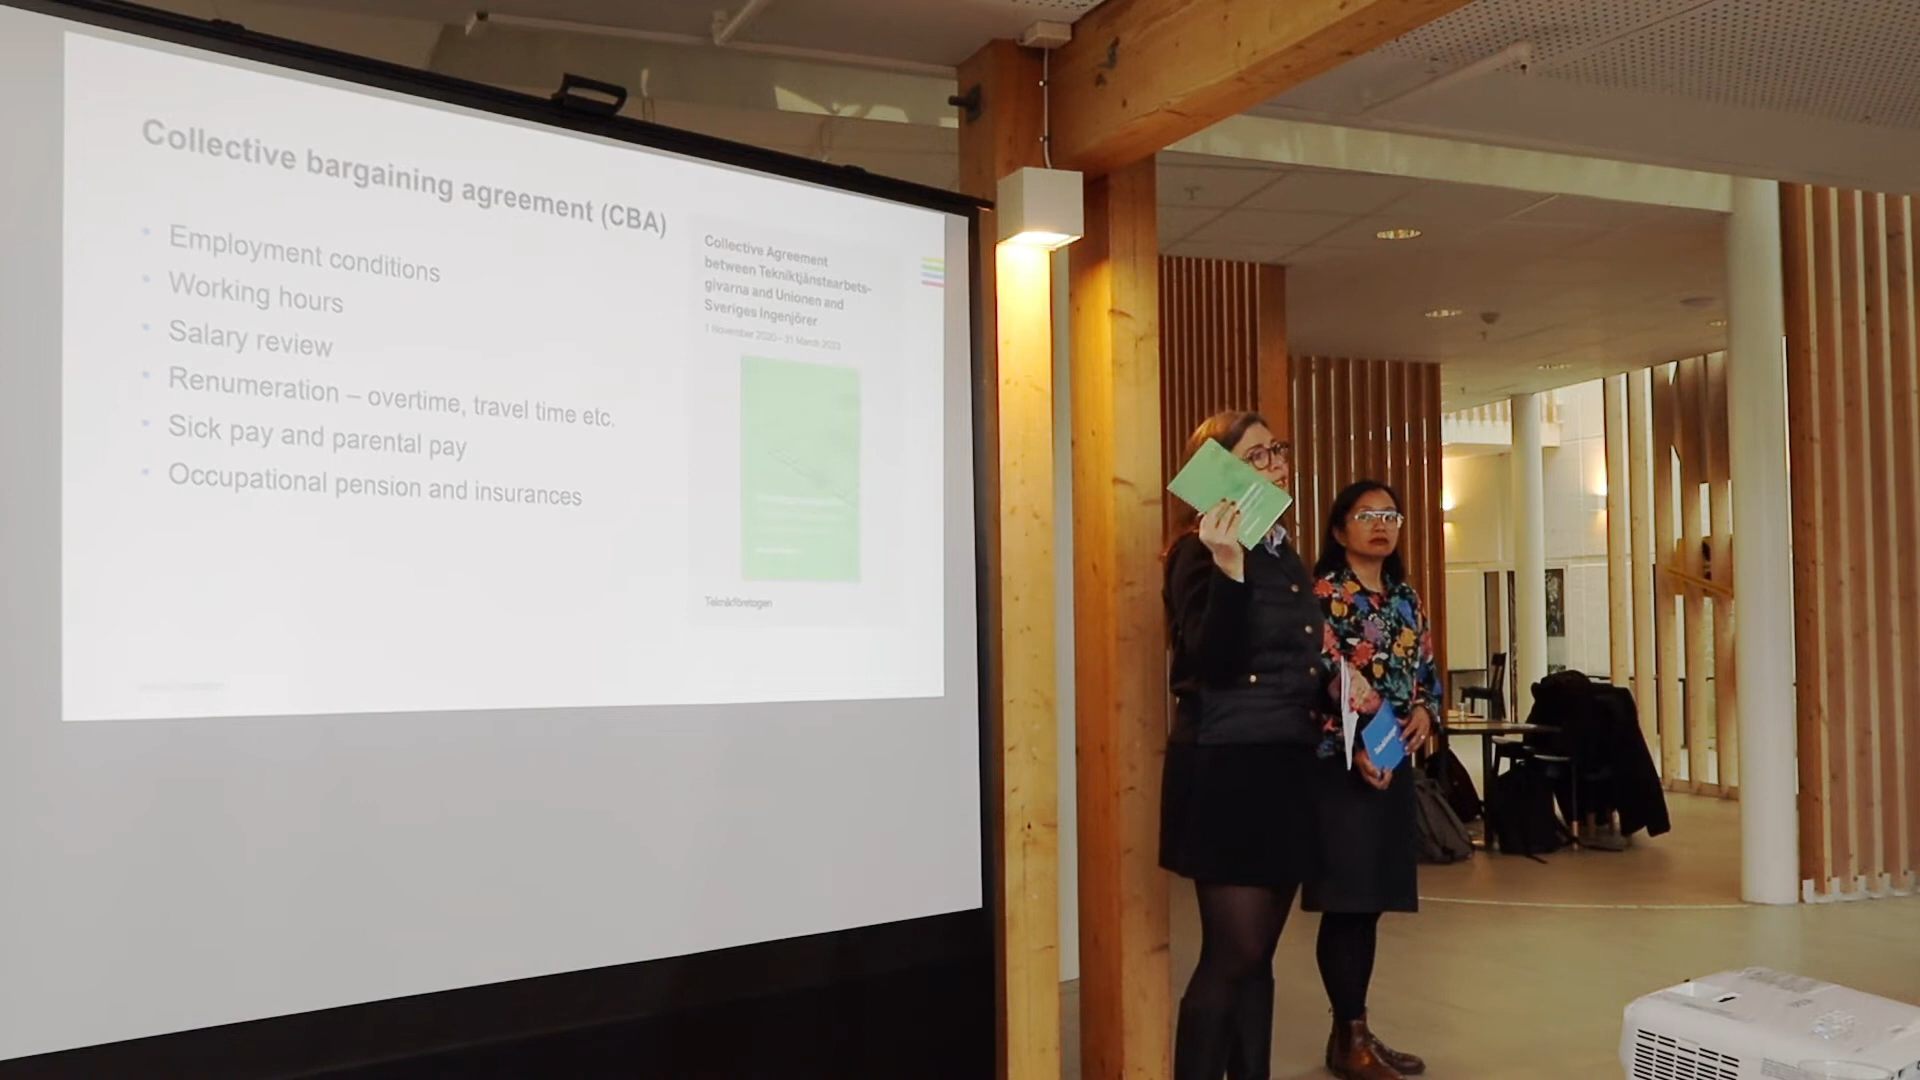 Collective bargaining agreement (CBA)
• Employment conditions
• Working hours
• Salary review
• Renumeration – overtime, travel time etc.
• Sick pay and parental pay
• Occupational pension and insurances
Collective Agreement
between Tekniktjänstearbets-
givarna and Unionen and
Sveriges Ingenjörer
1 November 2020 – 31 March 2023
Teknikföretagen